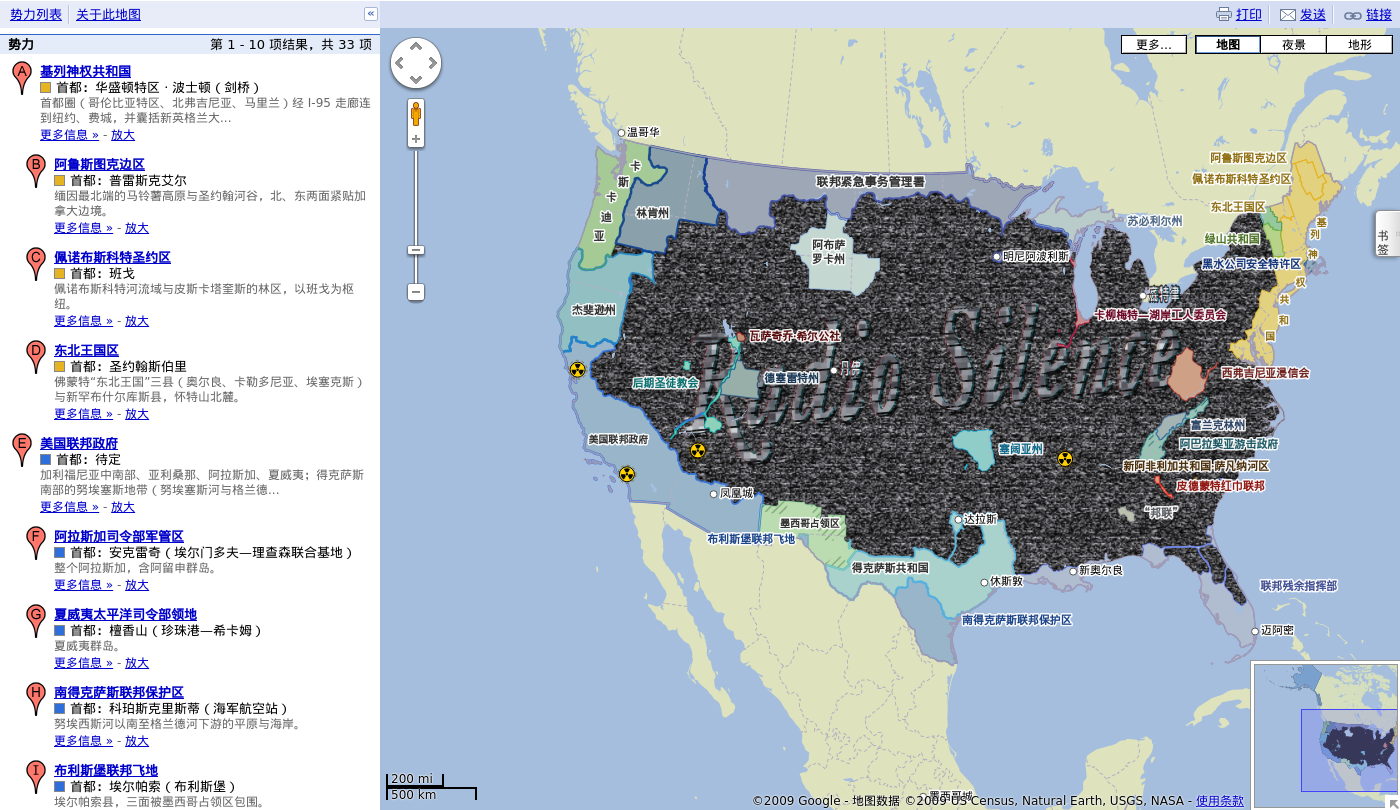 势力列表 关于此地图 «
打印 发送 链接
势力 第 1 - 10 项结果，共 33 项
A 基列神权共和国
首都：华盛顿特区 · 波士顿（剑桥）
首都圈（哥伦比亚特区、北弗吉尼亚、马里兰）经 I-95 走廊连
到纽约、费城，并囊括新英格兰大...
更多信息 » - 放大
B 阿鲁斯图克边区
首都：普雷斯克艾尔
缅因最北端的马铃薯高原与圣约翰河谷，北、东两面紧贴加
拿大边境。
更多信息 » - 放大
C 佩诺布斯科特圣约区
首都：班戈
佩诺布斯科特河流域与皮斯卡塔奎斯的林区，以班戈为枢
纽。
更多信息 » - 放大
D 东北王国区
首都：圣约翰斯伯里
佛蒙特“东北王国”三县（奥尔良、卡勒多尼亚、埃塞克斯）
与新罕布什尔库斯县，怀特山北麓。
更多信息 » - 放大
E 美国联邦政府
首都：待定
加利福尼亚中南部、亚利桑那、阿拉斯加、夏威夷；得克萨斯
南部的努埃塞斯地带（努埃塞斯河与格兰德...
更多信息 » - 放大
F 阿拉斯加司令部军管区
首都：安克雷奇（埃尔门多夫—理查森联合基地）
整个阿拉斯加，含阿留申群岛。
更多信息 » - 放大
G 夏威夷太平洋司令部领地
首都：檀香山（珍珠港—希卡姆）
夏威夷群岛。
更多信息 » - 放大
H 南得克萨斯联邦保护区
首都：科珀斯克里斯蒂（海军航空站）
努埃西斯河以南至格兰德河下游的平原与海岸。
更多信息 » - 放大
I 布利斯堡联邦飞地
首都：埃尔帕索（布利斯堡）
埃尔帕索县，三面被墨西哥占领区包围。
更多... 地图 夜景 地形
书签
温哥华
卡斯卡迪亚
林肯州
联邦紧急事务管理署
阿布萨
罗卡州
明尼阿波利斯
苏必利尔州
阿鲁斯图克边区
佩诺布斯科特圣约区
东北王国区
绿山共和国
黑水公司安全特许区
基列神权共和国
杰斐逊州
底特律
卡柳梅特—湖岸工人委员会
瓦萨奇乔·希尔公社
后期圣徒教会
德塞雷特州
丹佛
Radio Silence
西弗吉尼亚浸信会
富兰克林州
阿巴拉契亚游击政府
新阿非利加共和国·萨凡纳河区
皮德蒙特红巾联邦
“邦联”
美国联邦政府
塞阔亚州
凤凰城
布利斯堡联邦飞地
墨西哥占领区
达拉斯
得克萨斯共和国
休斯敦
新奥尔良
南得克萨斯联邦保护区
联邦残余指挥部
迈阿密
墨西哥城
200 mi
500 km
©2009 Google - 地图数据 ©2009 US Census, Natural Earth, USGS, NASA - 使用条款